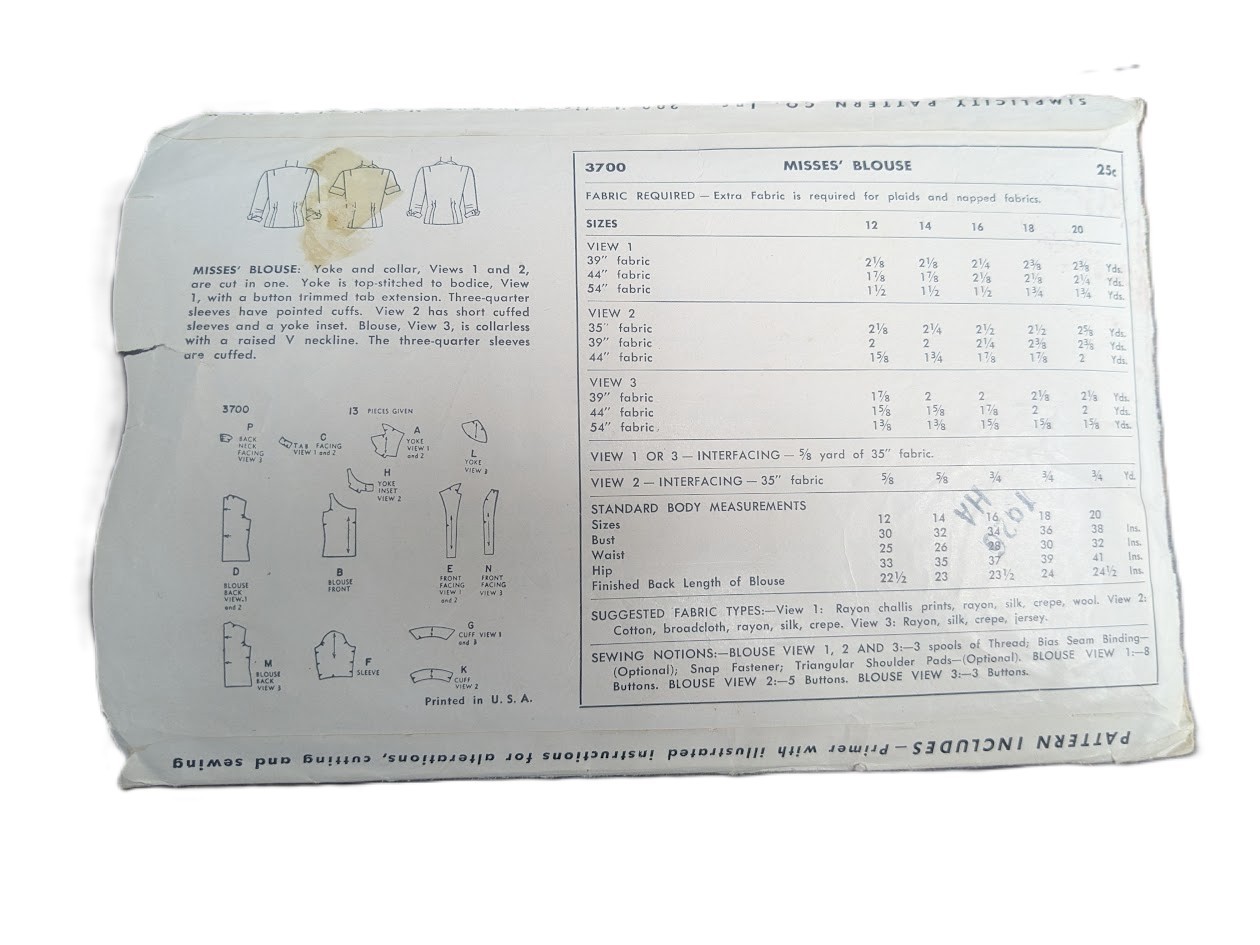 SIMPLICITY PATTERN CO. Inc.
MISSES' BLOUSE: Yoke and collar, Views 1 and 2,
are cut in one. Yoke is top-stitched to bodice, View
1, with a button trimmed tab extension. Three-quarter
sleeves have pointed cuffs. View 2 has short cuffed
sleeves and a yoke inset. Blouse, View 3, is collarless
with a raised V neckline. The three-quarter sleeves
are cuffed.
3700 13 PIECES GIVEN
P
BACK
NECK
FACING
VIEW 3
C
TAB FACING
VIEW 1 and 2
A
YOKE
VIEW 1
and 2
L
YOKE
VIEW 3
H
YOKE
INSET
VIEW 2
D
BLOUSE
BACK
VIEW.1
and 2
B
BLOUSE
FRONT
E
FRONT
FACING
VIEW 1
and 2
N
FRONT
FACING
VIEW 3
M
BLOUSE
BACK
VIEW 3
F
SLEEVE
G
CUFF VIEW 1
and 3
K
CUFF
VIEW 2
Printed in U. S. A.
3700 MISSES' BLOUSE 25c
FABRIC REQUIRED — Extra Fabric is required for plaids and napped fabrics.
SIZES 12 14 16 18 20
VIEW 1
39" fabric 2⅛ 2⅛ 2¼ 2⅜ 2⅜ Yds.
44" fabric 1⅞ 1⅞ 2⅛ 2⅛ 2¼ Yds.
54" fabric 1½ 1½ 1½ 1¾ 1¾ Yds.
VIEW 2
35" fabric 2⅛ 2¼ 2½ 2½ 2⅝ Yds.
39" fabric 2 2 2¼ 2⅜ 2⅜ Yds.
44" fabric 1⅝ 1¾ 1⅞ 1⅞ 2 Yds.
VIEW 3
39" fabric 1⅞ 2 2 2⅛ 2⅛ Yds.
44" fabric 1⅝ 1⅝ 1⅞ 2 2 Yds.
54" fabric 1⅜ 1⅜ 1⅝ 1⅝ 1⅝ Yds.
VIEW 1 OR 3 — INTERFACING — ⅝ yard of 35" fabric.
VIEW 2 — INTERFACING — 35" fabric ⅝ ⅝ ¾ ¾ ¾ Yd.
STANDARD BODY MEASUREMENTS
Sizes 12 14 16 18 20
Bust 30 32 34 36 38 Ins.
Waist 25 26 28 30 32 Ins.
Hip 33 35 37 39 41 Ins.
Finished Back Length of Blouse 22½ 23 23½ 24 24½ Ins.
HA
SUGGESTED FABRIC TYPES:—View 1: Rayon challis prints, rayon, silk, crepe, wool. View 2:
Cotton, broadcloth, rayon, silk, crepe. View 3: Rayon, silk, crepe, jersey.
SEWING NOTIONS:—BLOUSE VIEW 1, 2 AND 3:—3 spools of Thread; Bias Seam Binding—
(Optional); Snap Fastener; Triangular Shoulder Pads—(Optional). BLOUSE VIEW 1:—8
Buttons. BLOUSE VIEW 2:—5 Buttons. BLOUSE VIEW 3:—3 Buttons.
PATTERN INCLUDES—Primer with illustrated instructions for alterations, cutting and sewing